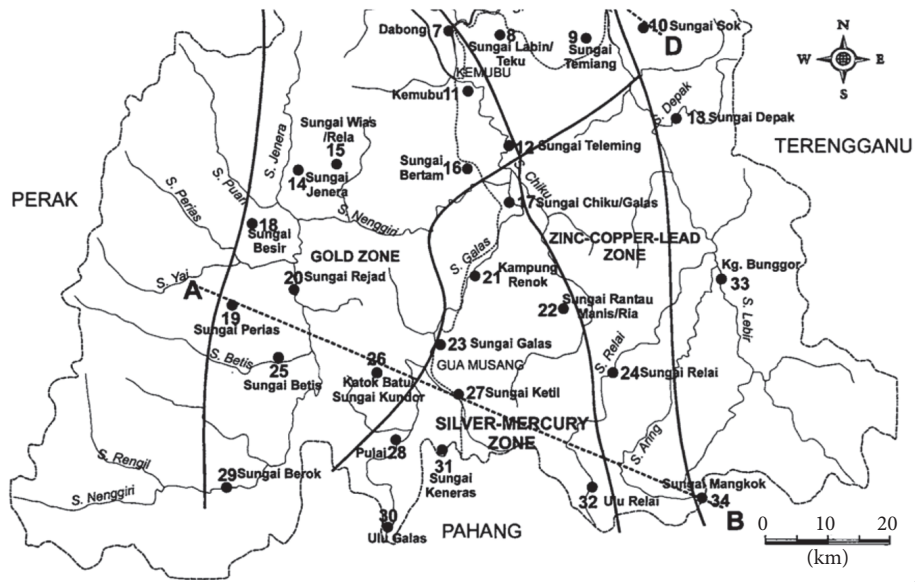 Dabong 7
8
Sungai Labin/
Teku
9
Sungai
Temiang
10 Sungai Sok
D
N
W
E
S
KEMUBU
Kemubu 11
S. Depak
13 Sungai Depak
TERENGGANU
Sungai Wias
/Rela
15
S. Jenera
14
Sungai
Jenera
Sungai
Bertam
16
12 Sungai Teleming
S. Chiku
17 Sungai Chiku/Galas
PERAK
S. Puan
S. Perias
S. Nenggiri
18
Sungai
Besir
GOLD ZONE
ZINC-COPPER-LEAD
ZONE
S. Galas
S. Yai
A
20 Sungai Rejad
21
Kampung
Renok
Kg. Bunggor
33
19
Sungai Perias
22
Sungai Rantau
Manis/Ria
S. Lebir
S. Relai
23 Sungai Galas
S. Betis
25
Sungai Betis
26
Katok Batu/
Sungai Kundor
GUA MUSANG
24 Sungai Relai
27 Sungai Ketil
SILVER-MERCURY
ZONE
Pulai 28
S. Aring
31
Sungai
Keneras
S. Rengil
29 Sungai Berok
S. Nenggiri
Sungai Mangkok
34
32 Ulu Relai
B
30
Ulu Galas
PAHANG
0 10 20
(km)